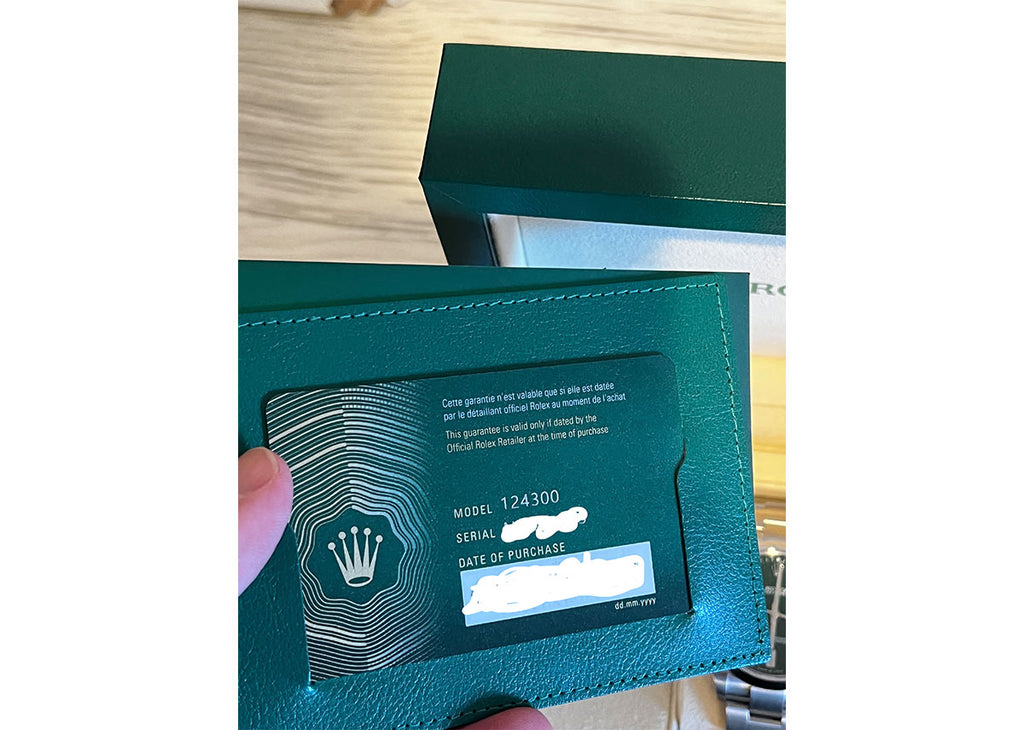 Cette garantie n'est valable que si elle est datée
par le détaillant officiel Rolex au moment de l'achat
This guarantee is valid only if dated by the
Official Rolex Retailer at the time of purchase
MODEL 124300
SERIAL
DATE OF PURCHASE
dd.mm.yyyy